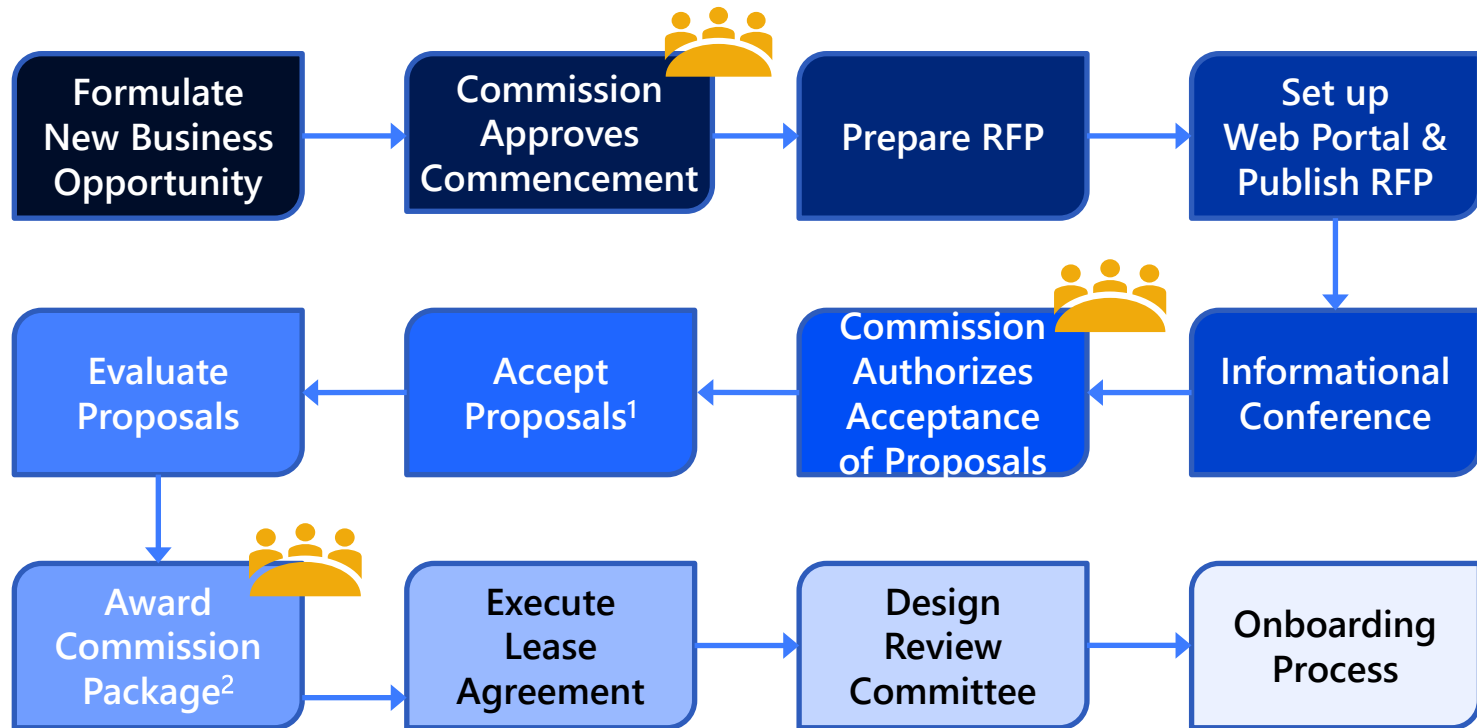 Formulate
New Business
Opportunity
Commission
Approves
Commencement
Prepare RFP
Set up
Web Portal &
Publish RFP
Informational
Conference
Commission
Authorizes
Acceptance
of Proposals
Accept
Proposals¹
Evaluate
Proposals
Award
Commission
Package²
Execute
Lease
Agreement
Design
Review
Committee
Onboarding
Process